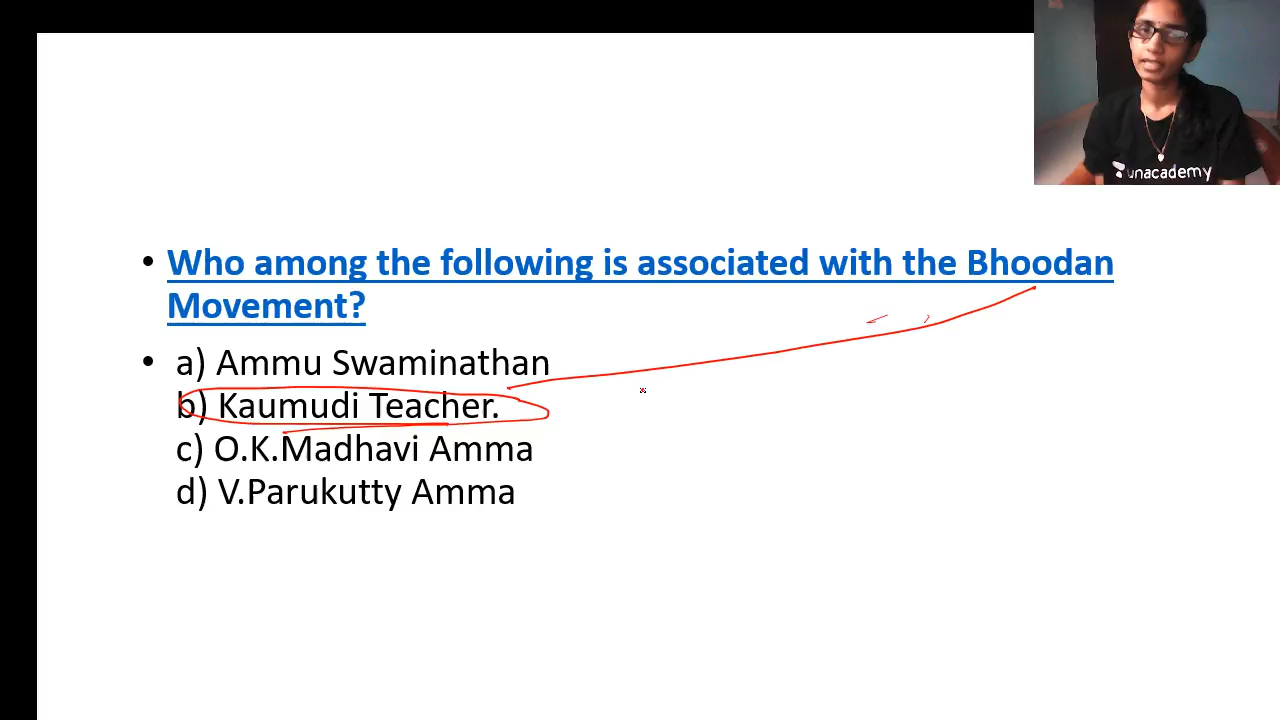 unacademy
• Who among the following is associated with the Bhoodan
Movement?
• a) Ammu Swaminathan
b) Kaumudi Teacher.
c) O.K.Madhavi Amma
d) V.Parukutty Amma